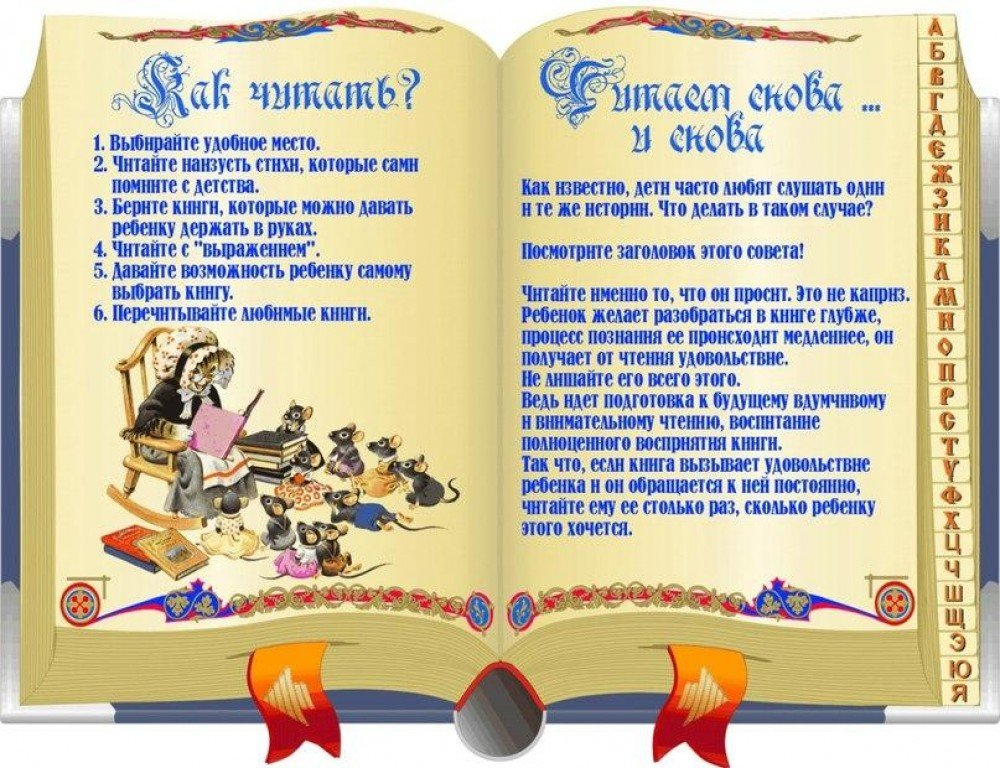 Как читать?
1. Выбирайте удобное место.
2. Читайте наизусть стихи, которые сами
помните с детства.
3. Берите книги, которые можно давать
ребенку держать в руках.
4. Читайте с "выражением".
5. Давайте возможность ребенку самому
выбрать книгу.
6. Перечитывайте любимые книги.
Читаем снова ...
и снова
Как известно, дети часто любят слушать одни
и те же истории. Что делать в таком случае?
Посмотрите заголовок этого совета!
Читайте именно то, что он просит. Это не каприз.
Ребенок желает разобраться в книге глубже,
процесс познания ее происходит медленнее, он
получает от чтения удовольствие.
Не лишайте его всего этого.
Ведь идет подготовка к будущему вдумчивому
и внимательному чтению, воспитание
полноценного восприятия книги.
Так что, если книга вызывает удовольствие
ребенка и он обращается к ней постоянно,
читайте ему ее столько раз, сколько ребенку
этого хочется.
А
Б
В
Г
Д
Е
Ж
З
И
К
Л
М
Н
О
П
Р
С
Т
У
Ф
Х
Ц
Ч
Ш
Щ
Э
Ю
Я